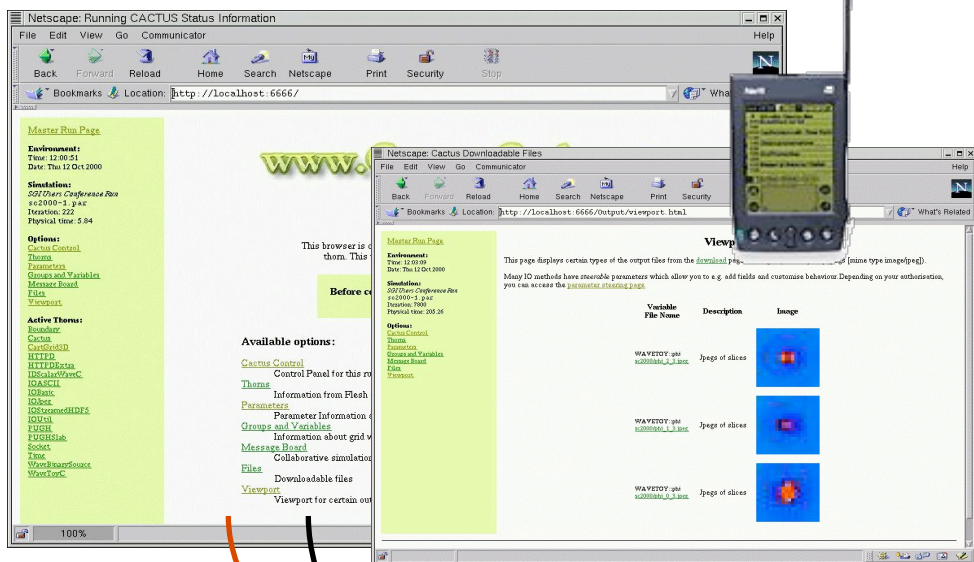 Netscape: Running CACTUS Status Information
File Edit View Go Communicator Help
Back Forward Reload Home Search Netscape Print Security Stop
Bookmarks Location: http://localhost:6666/
Master Run Page
Environment:
Time: 12:00:51
Date: Thu 12 Oct 2000
Simulation:
SGI Users Conference Run
sc2000-1.par
Iteration: 222
Physical time: 5.84
Options:
Cactus Control
Thorns
Parameters
Groups and Variables
Message Board
Files
Viewport
Active Thorns:
Boundary
Cactus
CartGrid3D
HTTPD
HTTPDExtra
IDScalarWaveC
IOASCII
IOBasic
IOJpeg
IOStreamedHDF5
IOUtil
PUGH
PUGHSlab
Socket
Time
WaveBinarySource
WaveToyC
www.
This browser is
thorn. This
Before
Available options:
Cactus Control
Control Panel for this
Thorns
Information from Flesh
Parameters
Parameter Information
Groups and Variables
Information about grid
Message Board
Collaborative
Files
Downloadable files
Viewport
Viewport for certain
100%
Netscape: Cactus Downloadable Files
File Edit View Go Communicator Help
Back Forward Reload Home Search Netscape Print Security
Bookmarks Location: http://localhost:6666/Output/viewport.html What's Related
Master Run Page
Environment:
Time: 12:03:09
Date: Thu 12 Oct 2000
Simulation:
SGI Users Conference Run
sc2000-1.par
Iteration: 7800
Physical time: 205.26
Options:
Cactus Control
Thorns
Parameters
Groups and Variables
Message Board
Files
Viewport
This page displays certain types of the output files from the download [mime type image/jpeg]).
Many IO methods have steerable parameters which allow you to e.g. add fields and customise behaviour. Depending on your authorisation,
you can access the parameter steering page.
Variable
File Name Description Image
WAVETOY::phi
sc2000/phi_2_3.jpeg Jpegs of slices
WAVETOY::phi
sc2000/phi_1_3.jpeg Jpegs of slices
WAVETOY::phi
sc2000/phi_0_3.jpeg Jpegs of slices